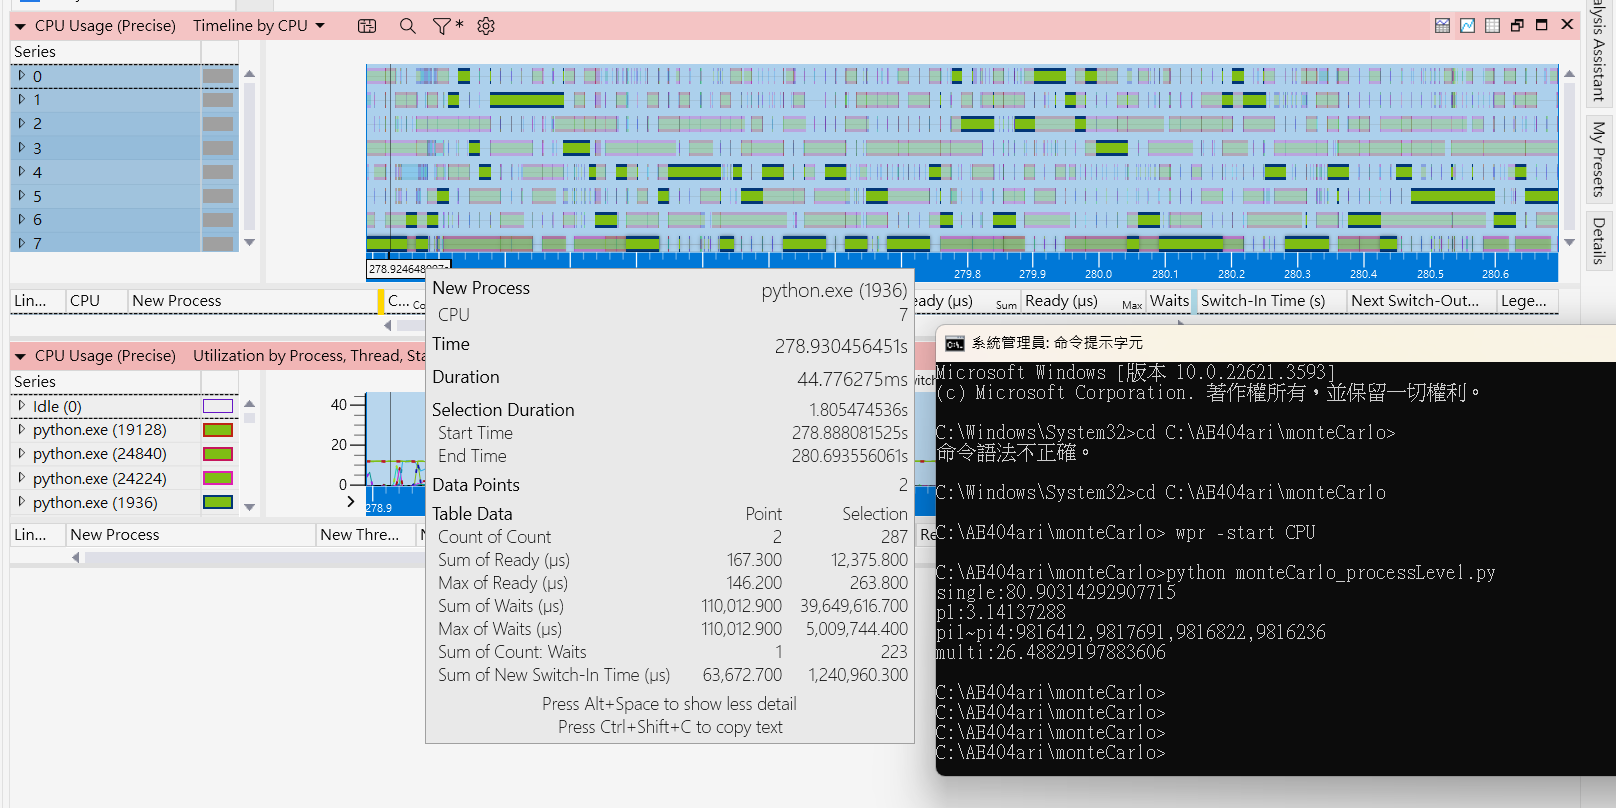 CPU Usage (Precise) Timeline by CPU
Series
0
1
2
3
4
5
6
7
278.924648007s
279.8 279.9 280.0 280.1 280.2 280.3 280.4 280.5 280.6
Lin... CPU New Process C... Co eady (µs) Sum Ready (µs) Max Waits Switch-In Time (s) Next Switch-Out... Lege...
CPU Usage (Precise) Utilization by Process, Thread, Sta
Series
Idle (0)
python.exe (19128)
python.exe (24840)
python.exe (24224)
python.exe (1936)
40
20
0
278.9
Lin... New Process New Thre... Re
New Process python.exe (1936)
CPU 7
Time 278.930456451s
Duration 44.776275ms
Selection Duration 1.805474536s
Start Time 278.888081525s
End Time 280.693556061s
Data Points 2
Table Data Point Selection
Count of Count 2 287
Sum of Ready (µs) 167.300 12,375.800
Max of Ready (µs) 146.200 263.800
Sum of Waits (µs) 110,012.900 39,649,616.700
Max of Waits (µs) 110,012.900 5,009,744.400
Sum of Count: Waits 1 223
Sum of New Switch-In Time (µs) 63,672.700 1,240,960.300
Press Alt+Space to show less detail
Press Ctrl+Shift+C to copy text
系統管理員: 命令提示字元
Microsoft Windows [版本 10.0.22621.3593]
(c) Microsoft Corporation. 著作權所有，並保留一切權利。
C:\Windows\System32>cd C:\AE404ari\monteCarlo>
命令語法不正確。
C:\Windows\System32>cd C:\AE404ari\monteCarlo
C:\AE404ari\monteCarlo> wpr -start CPU
C:\AE404ari\monteCarlo>python monteCarlo_processLevel.py
single:80.90314292907715
p1:3.14137288
pi1~pi4:9816412,9817691,9816822,9816236
multi:26.48829197883606
C:\AE404ari\monteCarlo>
C:\AE404ari\monteCarlo>
C:\AE404ari\monteCarlo>
C:\AE404ari\monteCarlo>
alysis Assistant
My Presets
Details